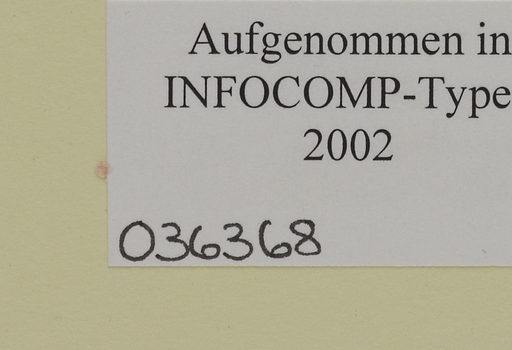 Aufgenommen in
INFOCOMP-Type
2002
036368